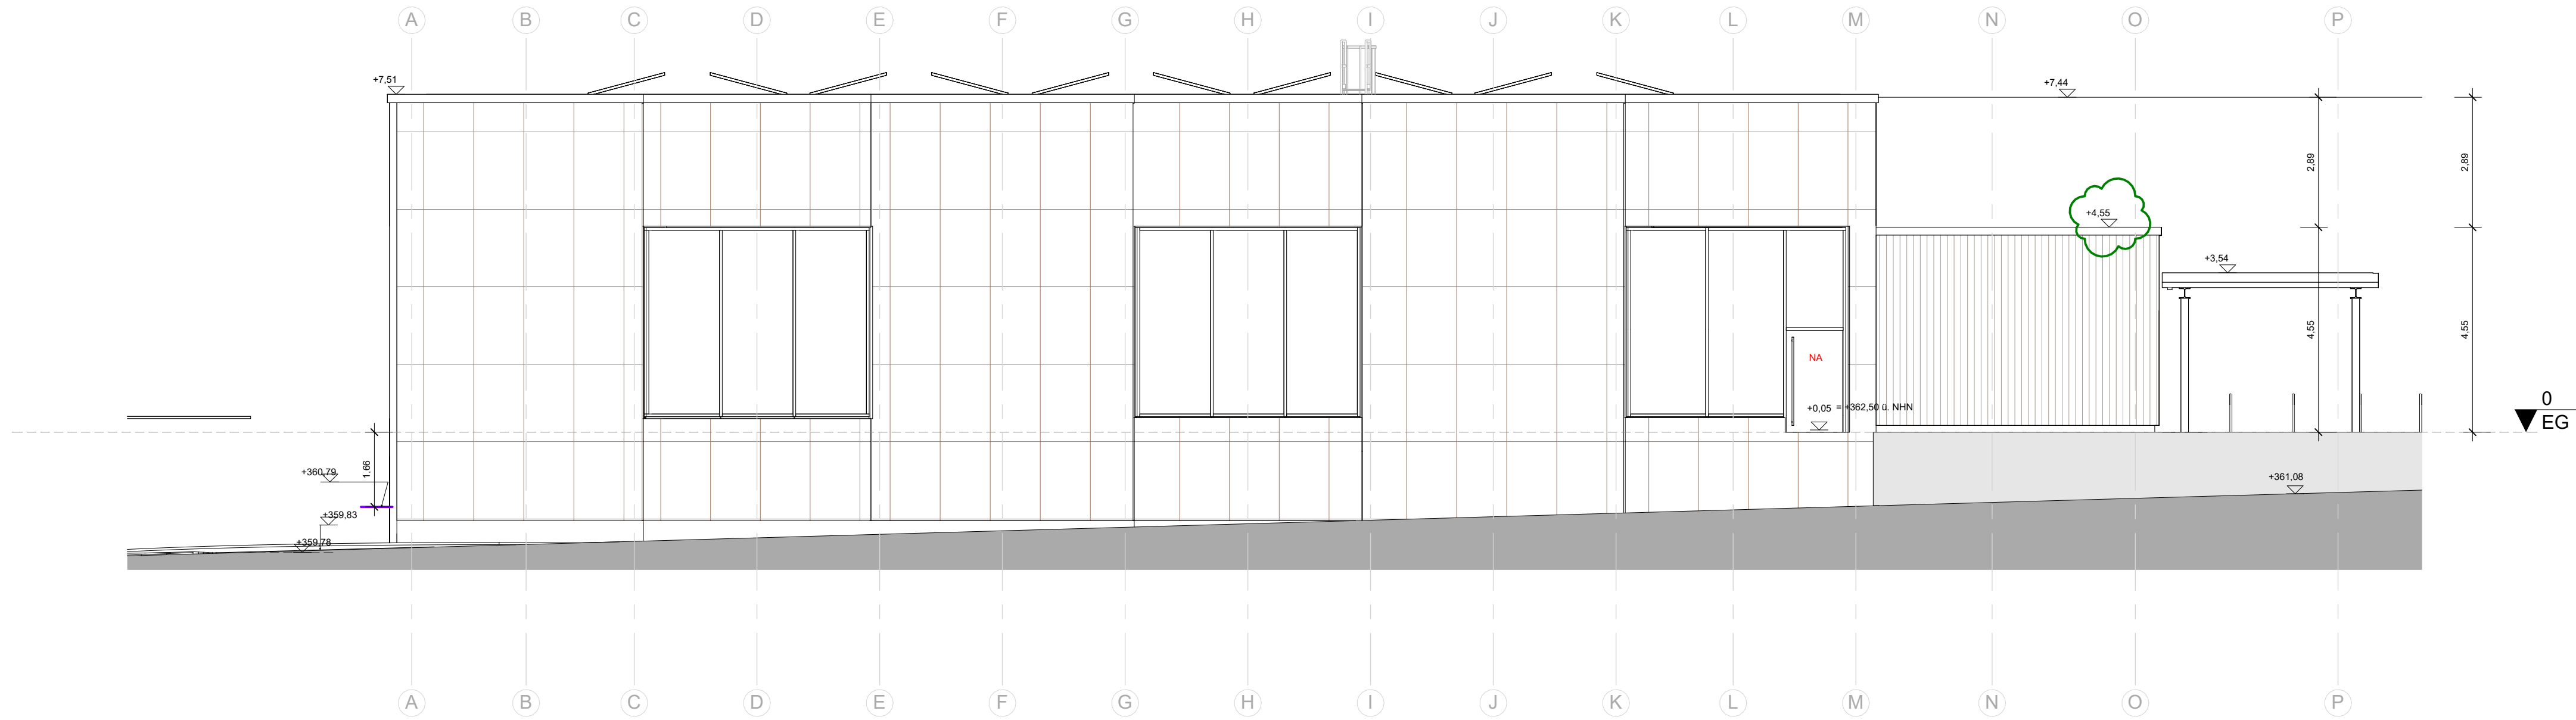 A B C D E F G H I J K L M N O P
+7,51
+7,44
2,89
2,89
+4,55
+3,54
4,55
4,55
NA
0
+0,05 = +362,50 ü. NHN
EG
1,66
+360,79
+361,08
+359,83
+359,78
A B C D E F G H I J K L M N O P